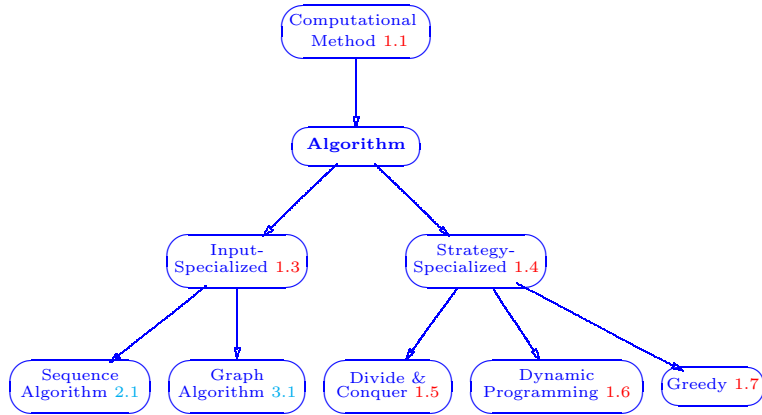 Computational
Method 1.1
Algorithm
Input-
Specialized 1.3
Strategy-
Specialized 1.4
Sequence
Algorithm 2.1
Graph
Algorithm 3.1
Divide &
Conquer 1.5
Dynamic
Programming 1.6
Greedy 1.7